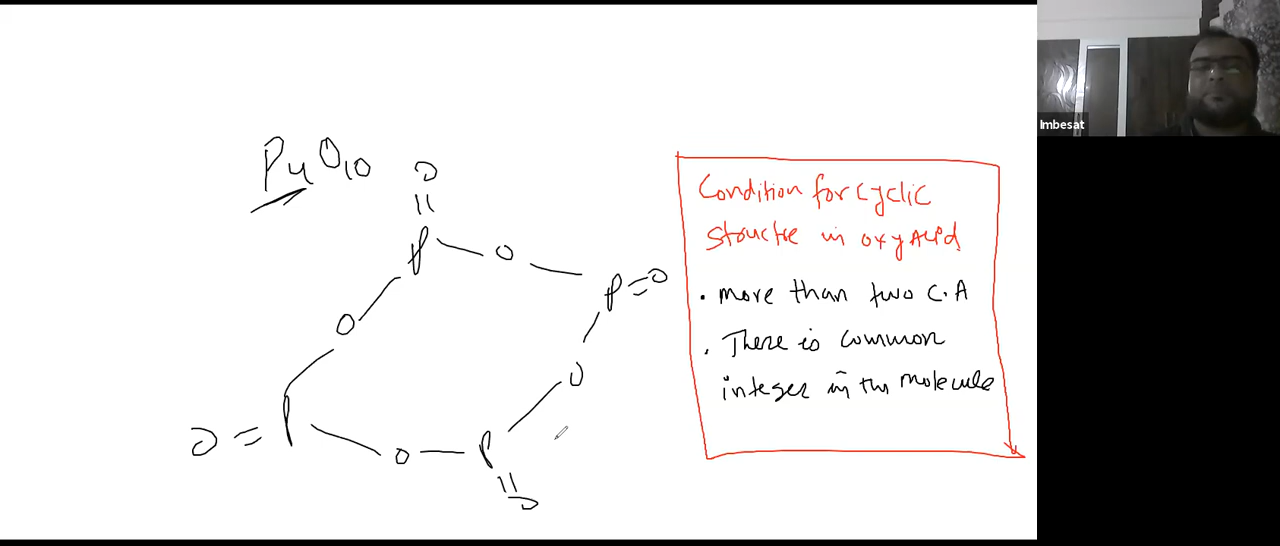 P4O10
O
||
P
O
P=O
O
O
O=P
O
P
||
O
Condition for cyclic
structre in oxyAcid
• more than two C.A
• There is common
integer in the molecule
Imbesat